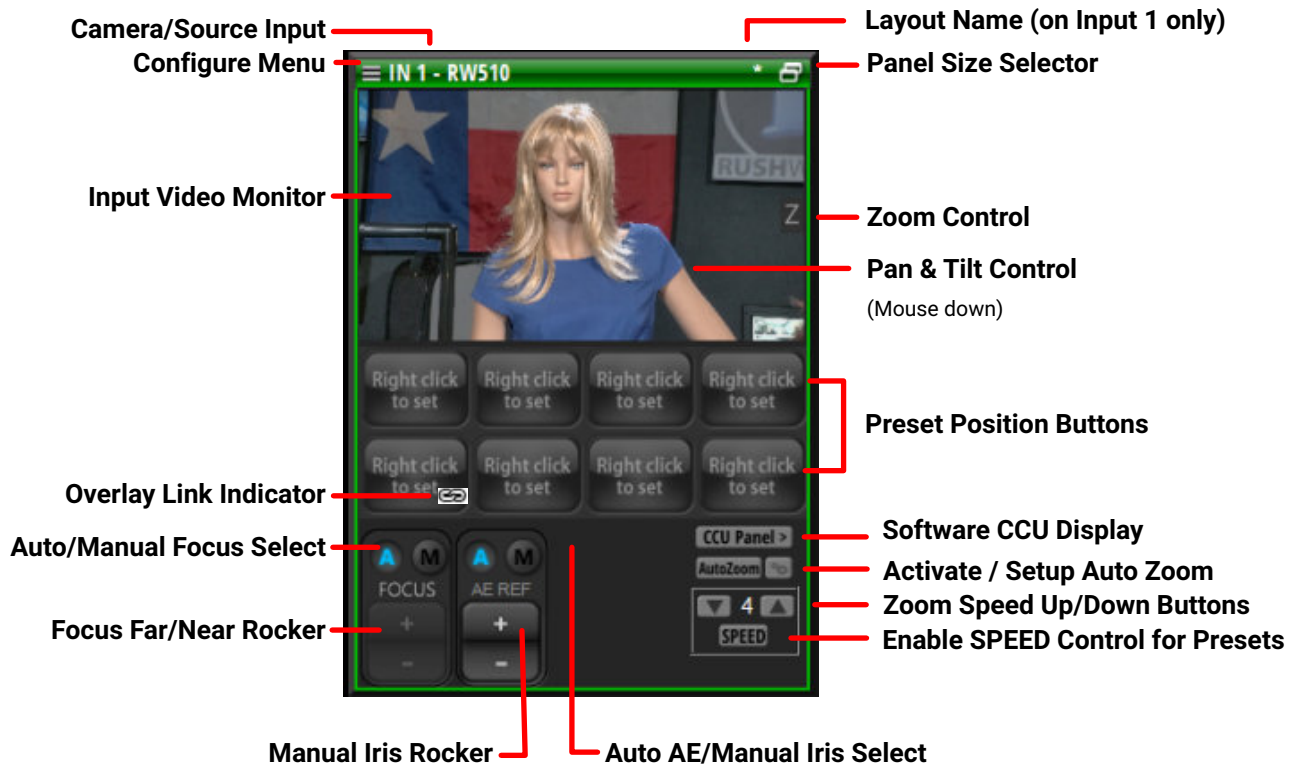 Camera/Source Input
Layout Name (on Input 1 only)
Configure Menu
Panel Size Selector
IN 1 - RW510 *
RUSHW
Input Video Monitor
Z
Zoom Control
Pan & Tilt Control
(Mouse down)
Right click Right click Right click Right click
to set to set to set to set
Preset Position Buttons
Right click Right click Right click Right click
to set to set to set to set
Overlay Link Indicator
Auto/Manual Focus Select
A M A M
CCU Panel >
Software CCU Display
AutoZoom
Activate / Setup Auto Zoom
FOCUS AE REF
4
Zoom Speed Up/Down Buttons
Focus Far/Near Rocker
+ +
SPEED
Enable SPEED Control for Presets
- -
Manual Iris Rocker
Auto AE/Manual Iris Select